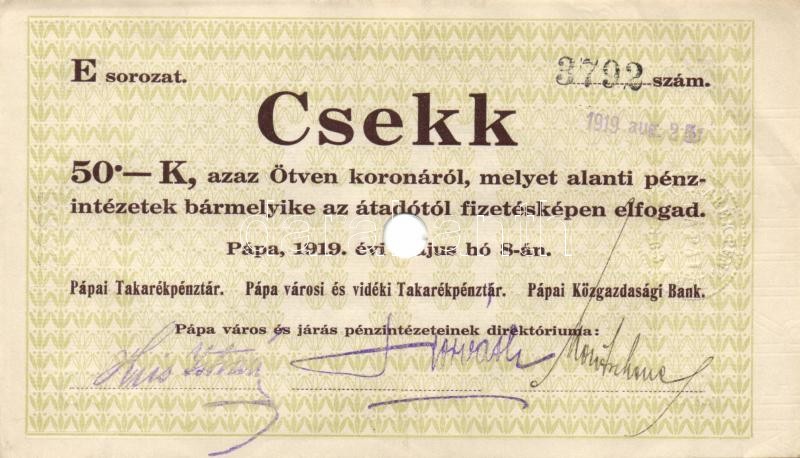 E sorozat. 3792 szám.
Csekk
1919 aug. 2
50·— K, azaz Ötven koronáról, melyet alanti pénz-
intézetek bármelyike az átadótól fizetésképen elfogad.
Pápa, 1919. évi ájus hó 8-án.
Pápai Takarékpénztár. Pápa városi és vidéki Takarékpénztár. Pápai Közgazdasági Bank.
Pápa város és járás pénzintézeteinek direktóriuma:
István Horváth